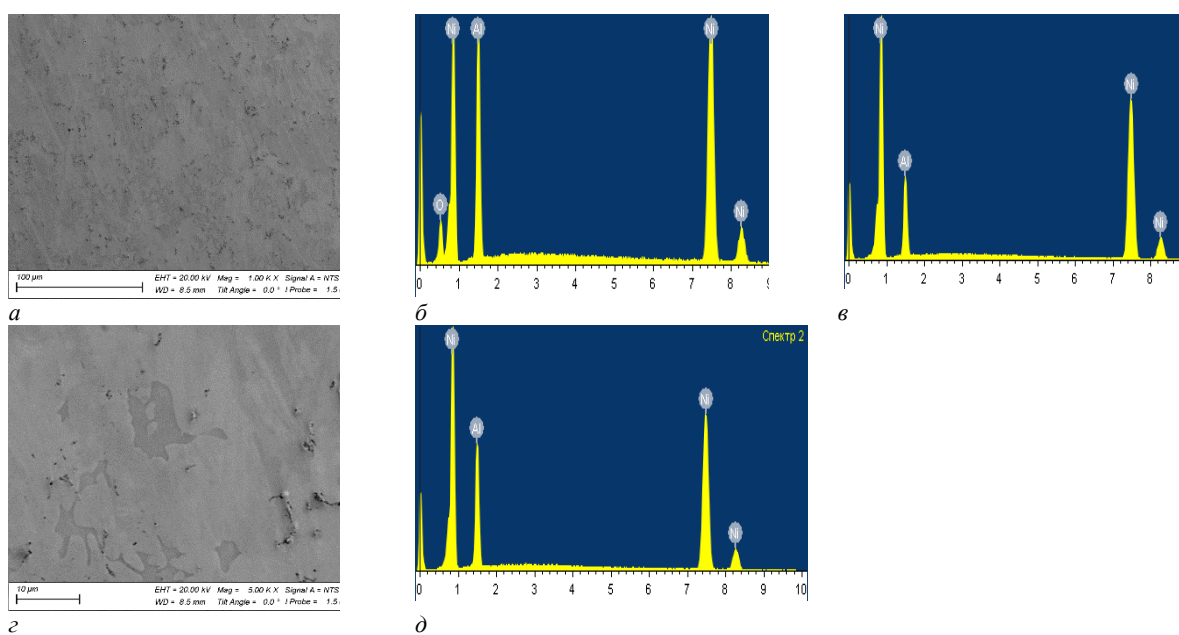 Ni Al Ni
O
Ni
0 1 2 3 4 5 6 7 8
Ni
Ni
Al
Ni
0 1 2 3 4 5 6 7 8
100 µm EHT = 20.00 kV Mag = 1.00 K X Signal A = NTS
WD = 8.5 mm Tilt Angle = 0.0 ° I Probe = 1.5
а
б
в
Спектр 2
Ni
Ni
Al
Ni
0 1 2 3 4 5 6 7 8 9 10
10 µm EHT = 20.00 kV Mag = 5.00 K X Signal A = NTS
WD = 8.5 mm Tilt Angle = 0.0 ° I Probe = 1.5
г
д